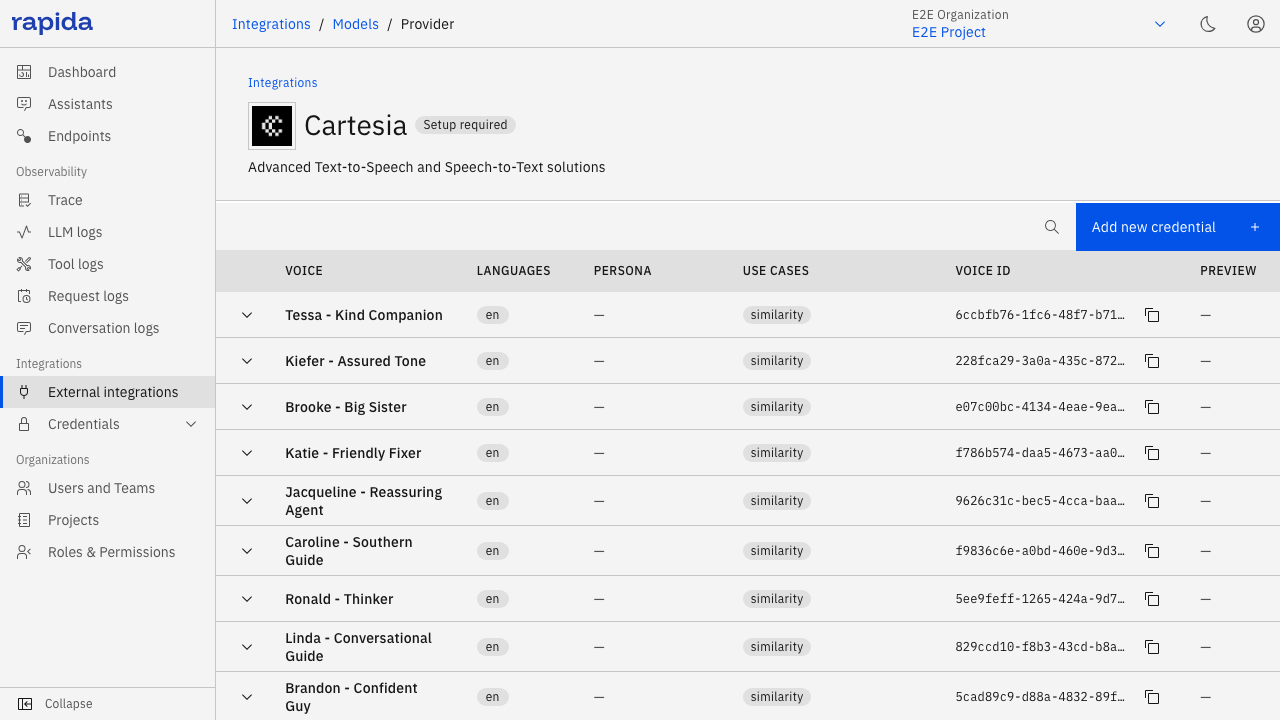 rapida
Integrations / Models / Provider
E2E Organization
E2E Project
Dashboard
Assistants
Endpoints
Observability
Trace
LLM logs
Tool logs
Request logs
Conversation logs
Integrations
External integrations
Credentials
Organizations
Users and Teams
Projects
Roles & Permissions
Collapse
Integrations
Cartesia Setup required
Advanced Text-to-Speech and Speech-to-Text solutions
Add new credential +
VOICE LANGUAGES PERSONA USE CASES VOICE ID PREVIEW
Tessa - Kind Companion en — similarity 6ccbfb76-1fc6-48f7-b71… —
Kiefer - Assured Tone en — similarity 228fca29-3a0a-435c-872… —
Brooke - Big Sister en — similarity e07c00bc-4134-4eae-9ea… —
Katie - Friendly Fixer en — similarity f786b574-daa5-4673-aa0… —
Jacqueline - Reassuring
Agent en — similarity 9626c31c-bec5-4cca-baa… —
Caroline - Southern
Guide en — similarity f9836c6e-a0bd-460e-9d3… —
Ronald - Thinker en — similarity 5ee9feff-1265-424a-9d7… —
Linda - Conversational
Guide en — similarity 829ccd10-f8b3-43cd-b8a… —
Brandon - Confident
Guy en — similarity 5cad89c9-d88a-4832-89f… —